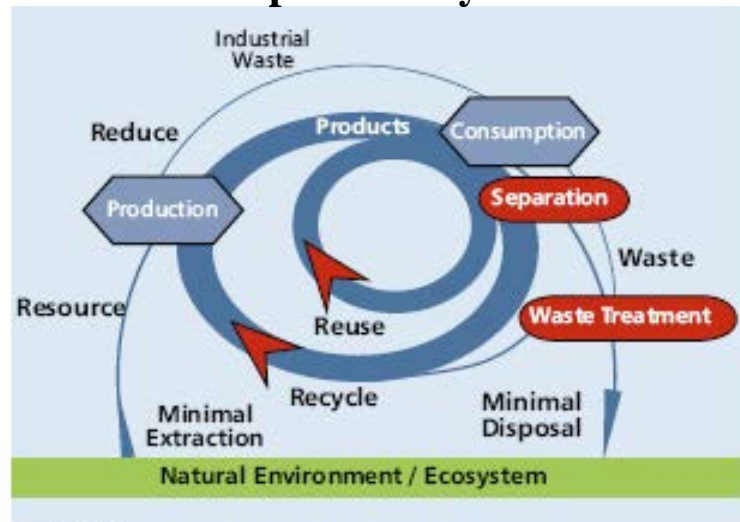 Industrial
Waste
Reduce
Products
Consumption
Production
Separation
Waste
Resource
Waste Treatment
Reuse
Recycle
Minimal
Extraction
Minimal
Disposal
Natural Environment / Ecosystem